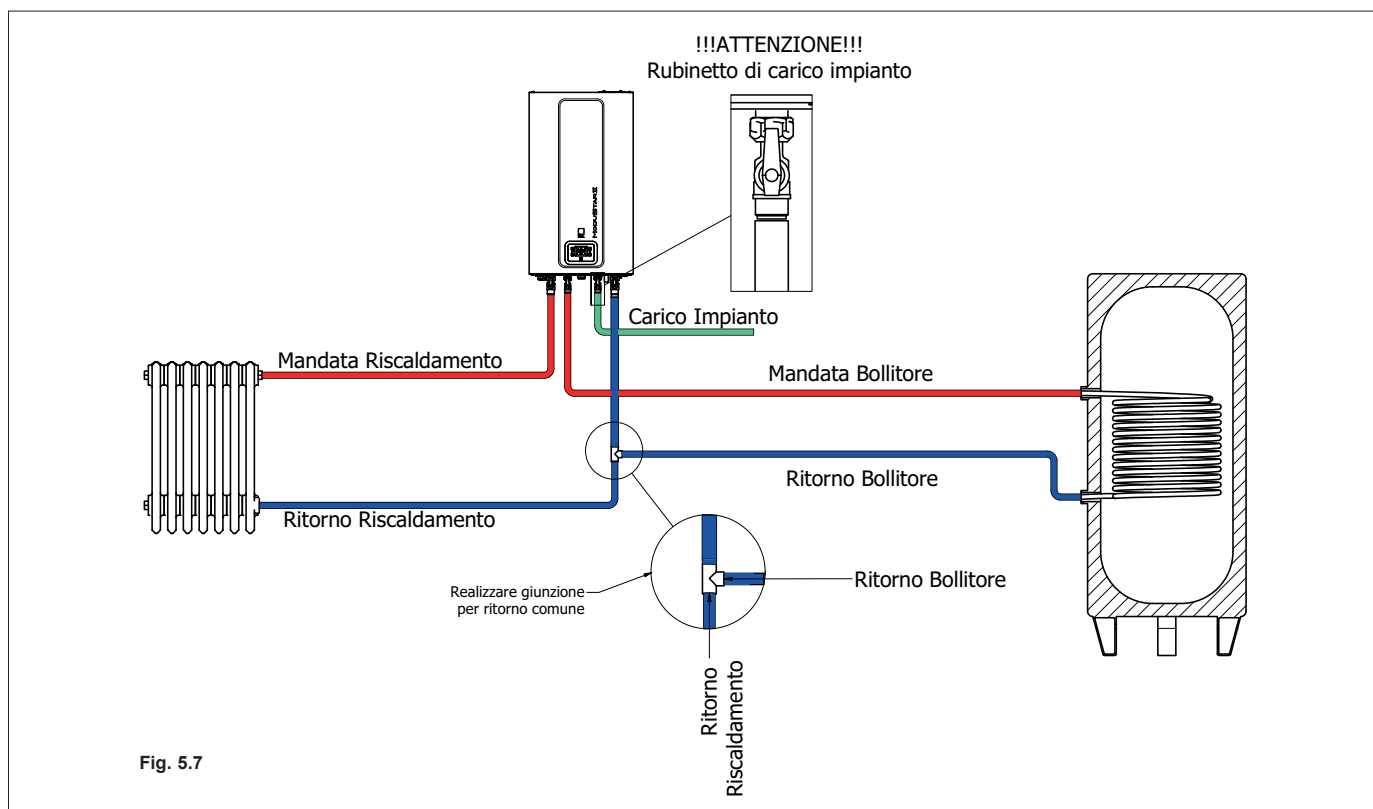 !!!ATTENZIONE!!!
Rubinetto di carico impianto
MODUSTAR2
Carico Impianto
Mandata Riscaldamento
Mandata Bollitore
Ritorno Bollitore
Ritorno Riscaldamento
Realizzare giunzione
per ritorno comune
Ritorno Bollitore
Ritorno
Riscaldamento
Fig. 5.7